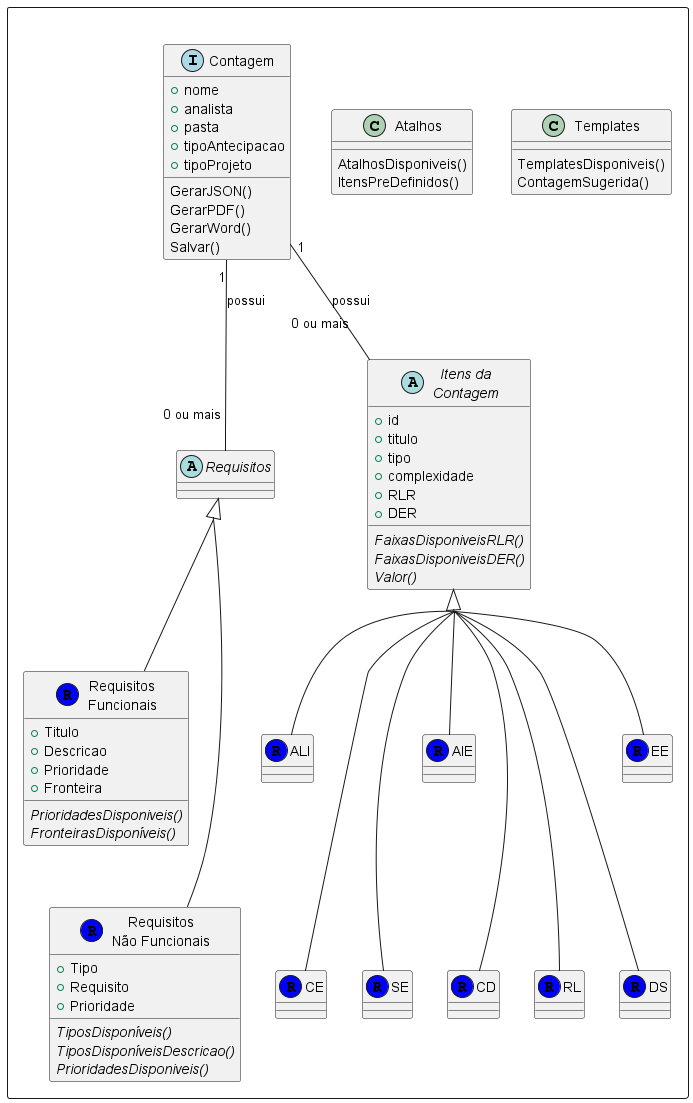 I Contagem
nome
analista
pasta
tipoAntecipacao
tipoProjeto
GerarJSON()
GerarPDF()
GerarWord()
Salvar()
C Atalhos
AtalhosDisponiveis()
ItensPreDefinidos()
C Templates
TemplatesDisponiveis()
ContagemSugerida()
1
possui
0 ou mais
1
possui
0 ou mais
A Requisitos
A Itens da
Contagem
id
titulo
tipo
complexidade
RLR
DER
FaixasDisponiveisRLR()
FaixasDisponiveisDER()
Valor()
R Requisitos
Funcionais
Titulo
Descricao
Prioridade
Fronteira
PrioridadesDisponiveis()
FronteirasDisponíveis()
R ALI
R AIE
R EE
R Requisitos
Não Funcionais
Tipo
Requisito
Prioridade
TiposDisponíveis()
TiposDisponíveisDescricao()
PrioridadesDisponiveis()
R CE
R SE
R CD
R RL
R DS